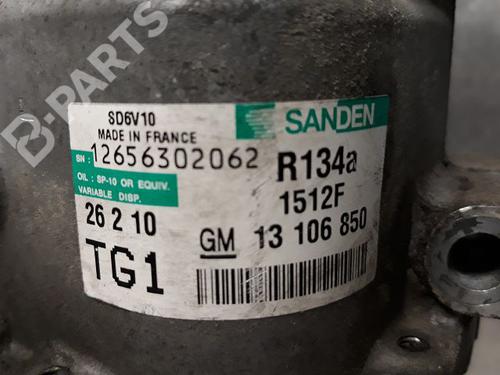 B-PARTS
SD6V10
MADE IN FRANCE
SANDEN
SN: 12656302062
R134a
OIL : SP-10 OR EQUIV.
VARIABLE DISP.
1512F
26 2 10
GM 13 106 850
TG1